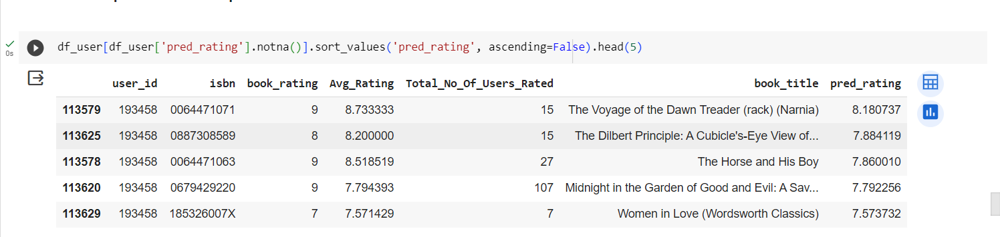 df_user[df_user['pred_rating'].notna()].sort_values('pred_rating', ascending=False).head(5)
0s
user_id isbn book_rating Avg_Rating Total_No_Of_Users_Rated book_title pred_rating
113579 193458 0064471071 9 8.733333 15 The Voyage of the Dawn Treader (rack) (Narnia) 8.180737
113625 193458 0887308589 8 8.200000 15 The Dilbert Principle: A Cubicle's-Eye View of... 7.884119
113578 193458 0064471063 9 8.518519 27 The Horse and His Boy 7.860010
113620 193458 0679429220 9 7.794393 107 Midnight in the Garden of Good and Evil: A Sav... 7.792256
113629 193458 185326007X 7 7.571429 7 Women in Love (Wordsworth Classics) 7.573732